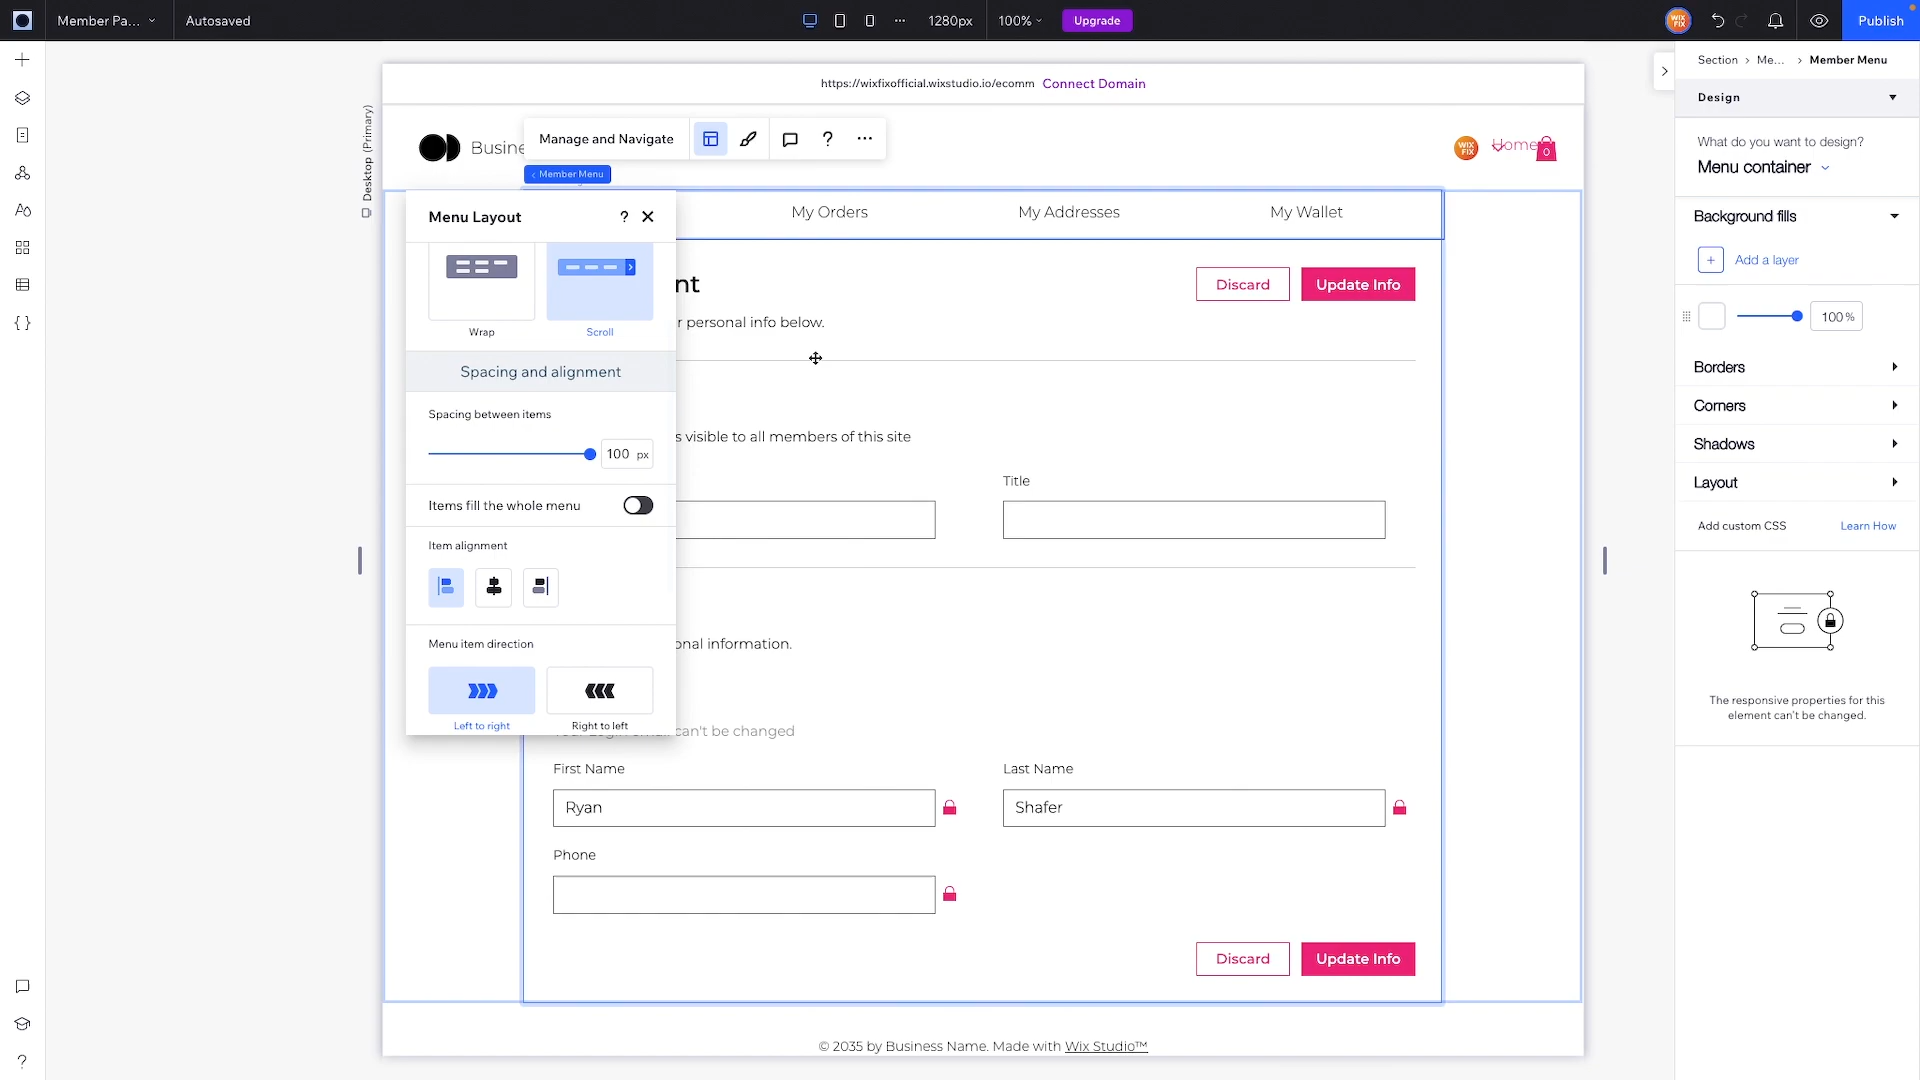 Member Pa...
Autosaved
1280px
100%
Upgrade
WIX FIX
Publish
https://wixfixofficial.wixstudio.io/ecomm Connect Domain
Desktop (Primary)
Busine
Manage and Navigate
Member Menu
WIX FIX
Home
0
Menu Layout
?
My Orders
My Addresses
My Wallet
Wrap
Scroll
Spacing and alignment
Spacing between items
100 px
Items fill the whole menu
Item alignment
Menu item direction
Left to right
Right to left
nt
Discard
Update Info
r personal info below.
s visible to all members of this site
Title
onal information.
can't be changed
First Name
Last Name
Ryan
Shafer
Phone
Discard
Update Info
© 2035 by Business Name. Made with Wix Studio™
Section > Me... > Member Menu
Design
What do you want to design?
Menu container
Background fills
+ Add a layer
100 %
Borders
Corners
Shadows
Layout
Add custom CSS
Learn How
The responsive properties for this
element can't be changed.